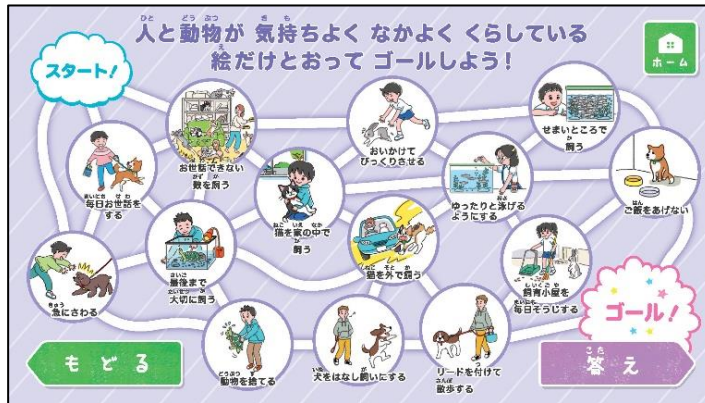 人と動物が 気持ちよく なかよく くらしている
絵だけとおって ゴールしよう!
スタート!
ホーム
お世話できない
数を飼う
おいかけて
びっくりさせる
せまいところで
飼う
毎日お世話を
する
猫を家の中で
飼う
ゆったりと泳げる
ようにする
ご飯をあげない
急にさわる
最後まで
大切に飼う
猫を外で飼う
飼育小屋を
毎日そうじする
ゴール!
動物を捨てる
犬をはなし飼いにする
リードを付けて
散歩する
もどる
答え